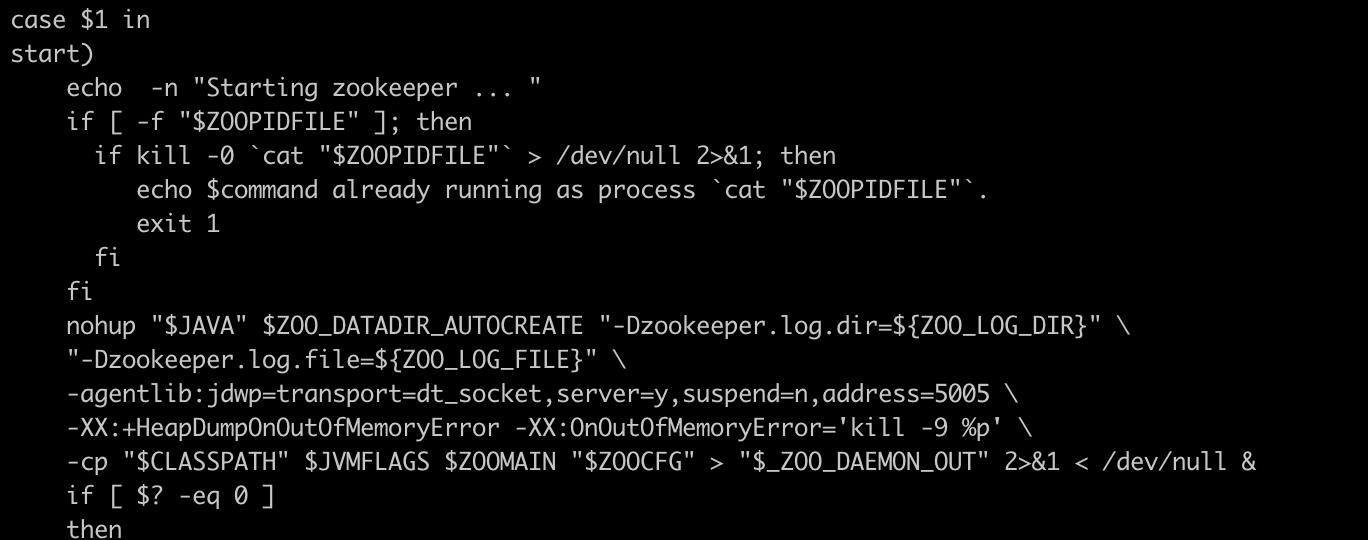 case $1 in
start)
    echo  -n "Starting zookeeper ... "
    if [ -f "$ZOOPIDFILE" ]; then
      if kill -0 `cat "$ZOOPIDFILE"` > /dev/null 2>&1; then
         echo $command already running as process `cat "$ZOOPIDFILE"`.
         exit 1
      fi
    fi
    nohup "$JAVA" $ZOO_DATADIR_AUTOCREATE "-Dzookeeper.log.dir=${ZOO_LOG_DIR}" \
    "-Dzookeeper.log.file=${ZOO_LOG_FILE}" \
    -agentlib:jdwp=transport=dt_socket,server=y,suspend=n,address=5005 \
    -XX:+HeapDumpOnOutOfMemoryError -XX:OnOutOfMemoryError='kill -9 %p' \
    -cp "$CLASSPATH" $JVMFLAGS $ZOOMAIN "$ZOOCFG" > "$_ZOO_DAEMON_OUT" 2>&1 < /dev/null &
    if [ $? -eq 0 ]
    then